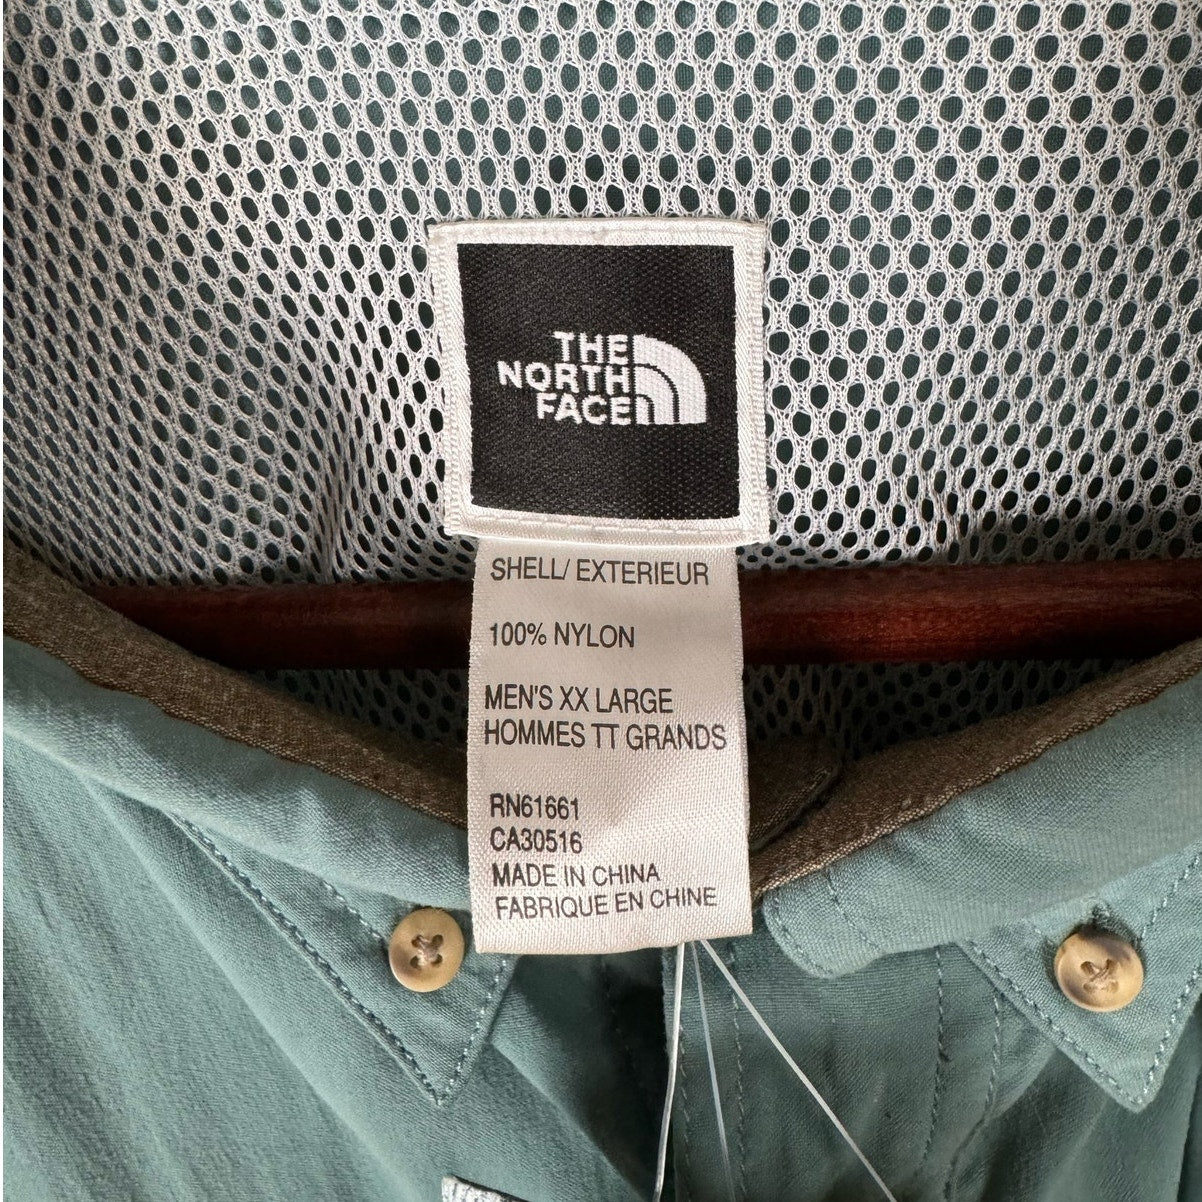 THE
NORTH
FACE
SHELL/ EXTERIEUR
100% NYLON
MEN'S XX LARGE
HOMMES TT GRANDS
RN61661
CA30516
MADE IN CHINA
FABRIQUE EN CHINE